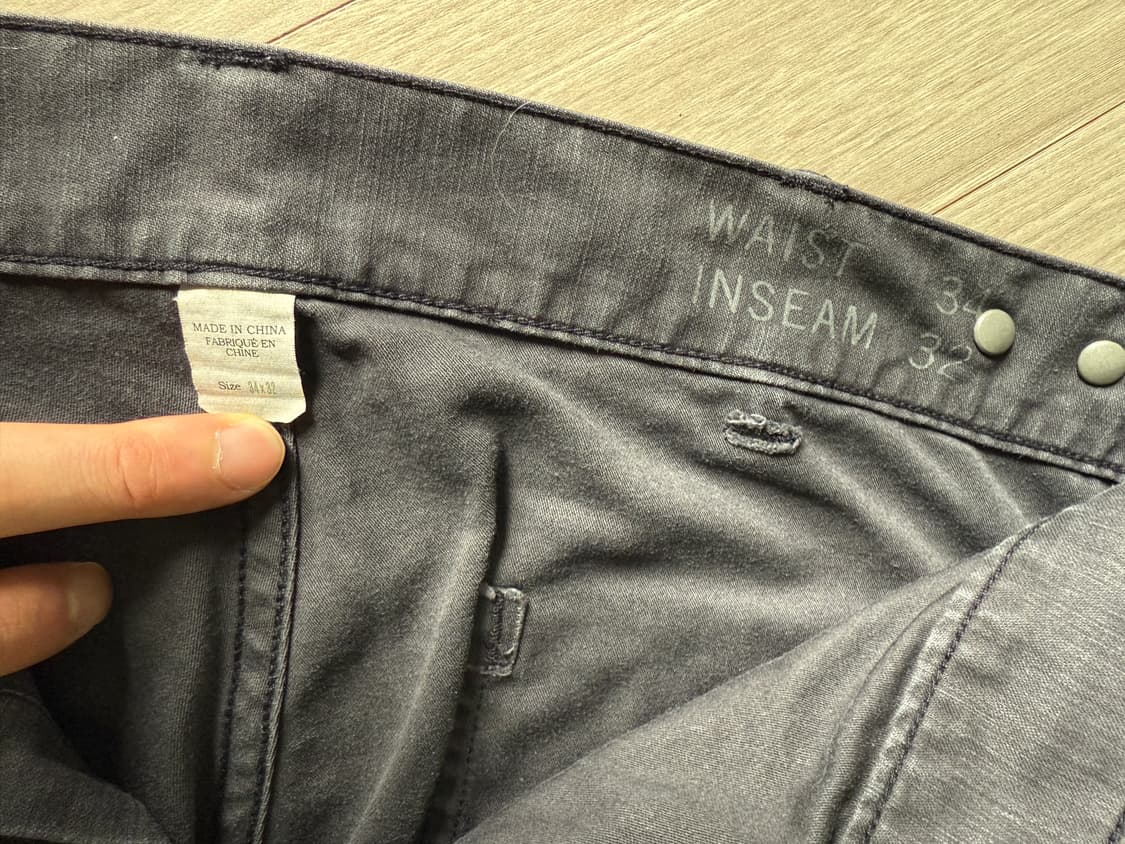 WAIST 34
INSEAM 32
MADE IN CHINA
FABRIQUÉ EN
CHINE
Size 34x32